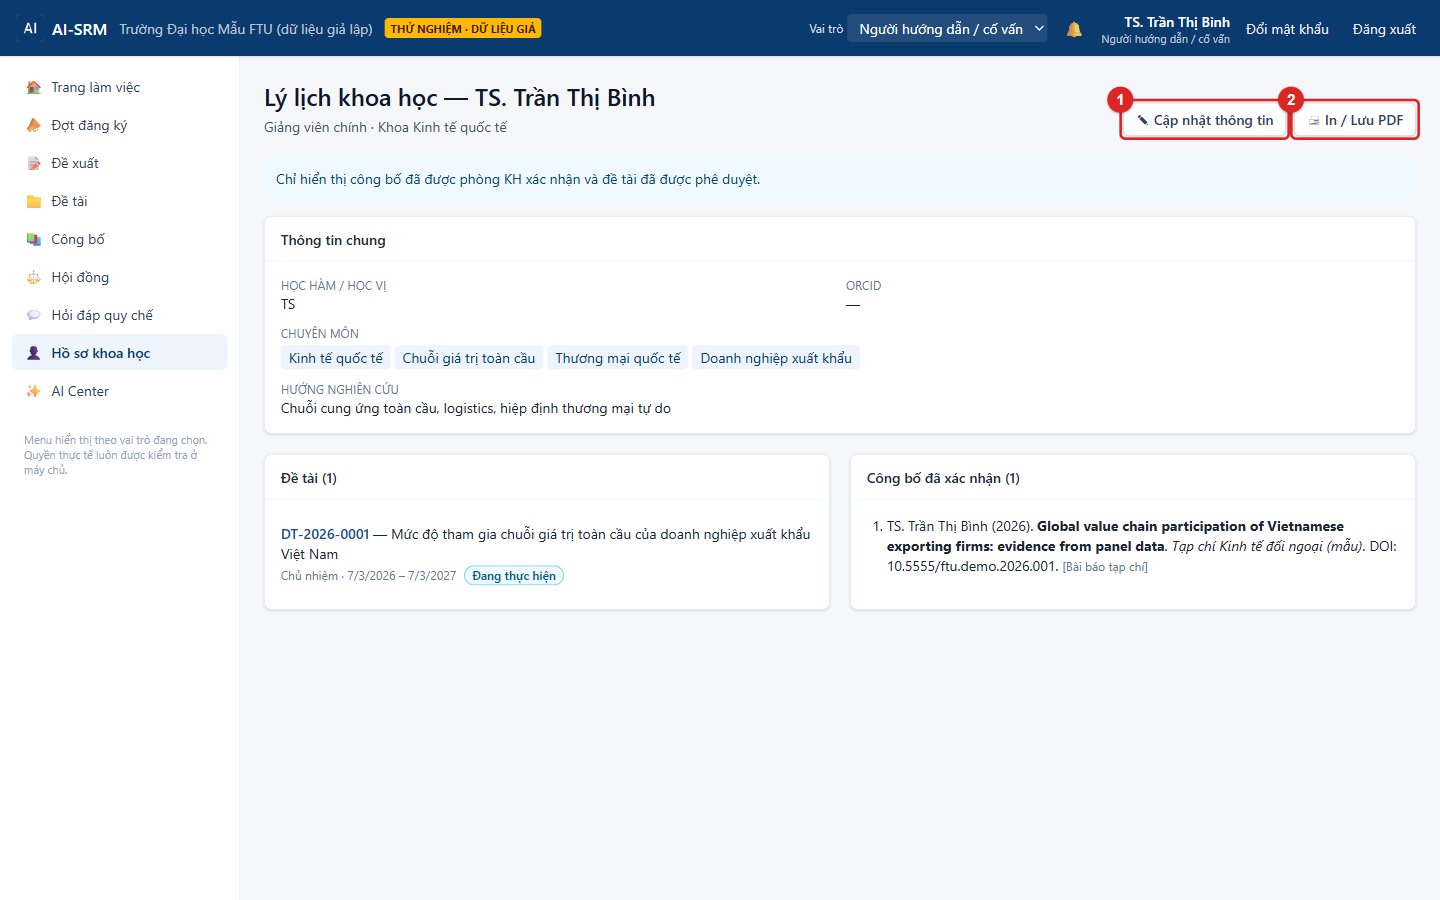 AI AI-SRM Trường Đại học Mẫu FTU (dữ liệu giả lập) THỬ NGHIỆM · DỮ LIỆU GIẢ Vai trò Người hướng dẫn / cố vấn TS. Trần Thị Bình Đổi mật khẩu Đăng xuất
Người hướng dẫn / cố vấn
Trang làm việc
Đợt đăng ký
Đề xuất
Đề tài
Công bố
Hội đồng
Hỏi đáp quy chế
Hồ sơ khoa học
AI Center
Menu hiển thị theo vai trò đang chọn.
Quyền thực tế luôn được kiểm tra ở
máy chủ.
Lý lịch khoa học — TS. Trần Thị Bình
Giảng viên chính · Khoa Kinh tế quốc tế
1 Cập nhật thông tin
2 In / Lưu PDF
Chỉ hiển thị công bố đã được phòng KH xác nhận và đề tài đã được phê duyệt.
Thông tin chung
HỌC HÀM / HỌC VỊ
TS
ORCID
—
CHUYÊN MÔN
Kinh tế quốc tế Chuỗi giá trị toàn cầu Thương mại quốc tế Doanh nghiệp xuất khẩu
HƯỚNG NGHIÊN CỨU
Chuỗi cung ứng toàn cầu, logistics, hiệp định thương mại tự do
Đề tài (1)
DT-2026-0001 — Mức độ tham gia chuỗi giá trị toàn cầu của doanh nghiệp xuất khẩu
Việt Nam
Chủ nhiệm · 7/3/2026 – 7/3/2027 Đang thực hiện
Công bố đã xác nhận (1)
1. TS. Trần Thị Bình (2026). Global value chain participation of Vietnamese
exporting firms: evidence from panel data. Tạp chí Kinh tế đối ngoại (mẫu). DOI:
10.5555/ftu.demo.2026.001. [Bài báo tạp chí]